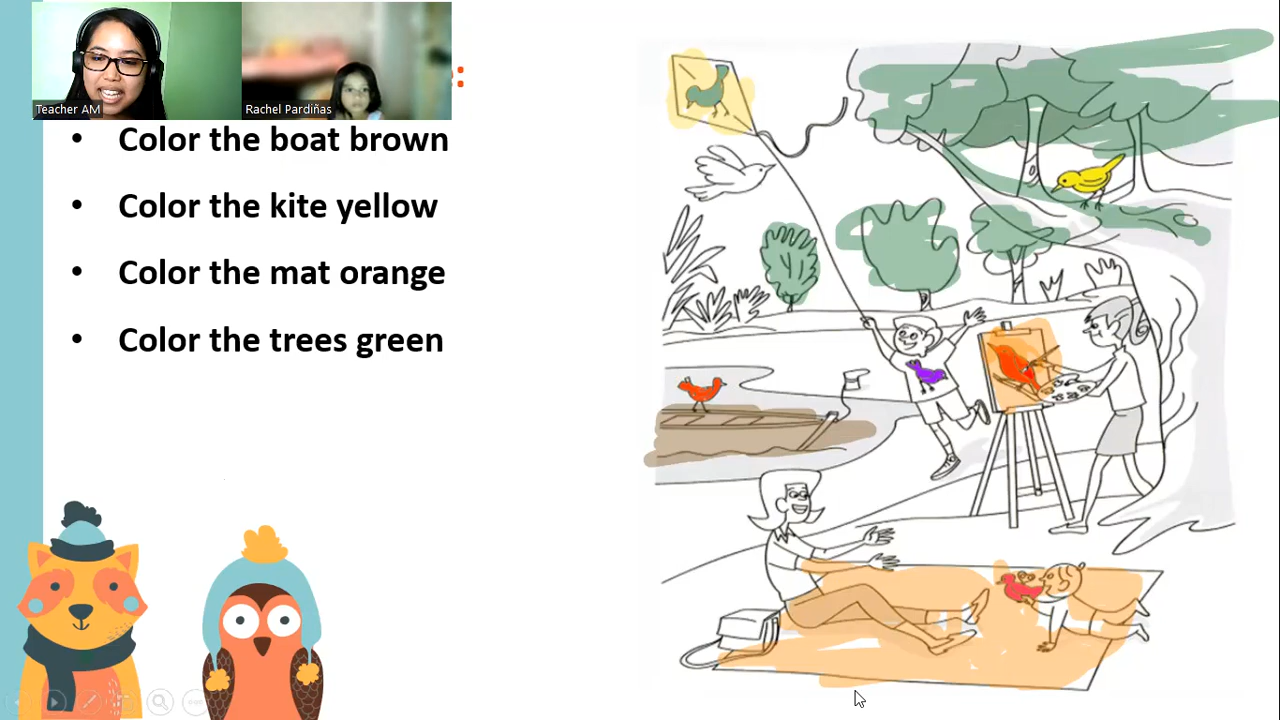 Teacher AM
Rachel Pardiñas
:
• Color the boat brown
• Color the kite yellow
• Color the mat orange
• Color the trees green